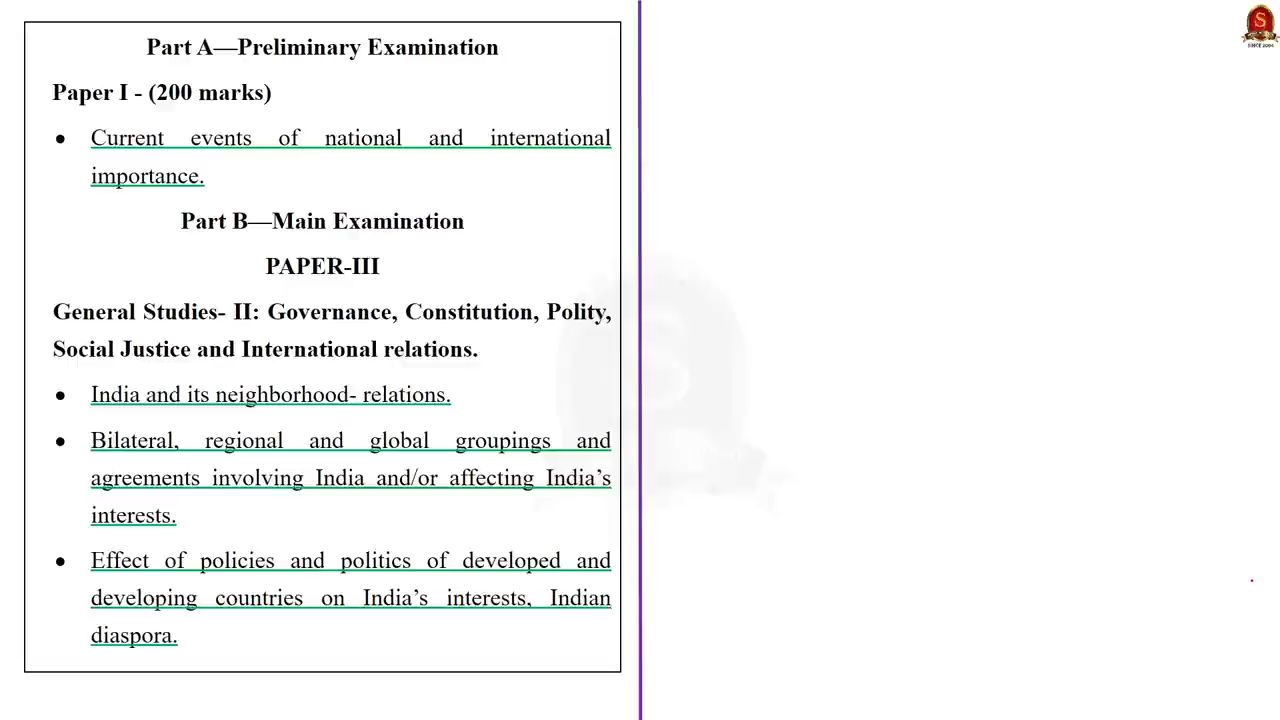 Part A—Preliminary Examination
Paper I - (200 marks)
● Current events of national and international
importance.
Part B—Main Examination
PAPER-III
General Studies- II: Governance, Constitution, Polity,
Social Justice and International relations.
● India and its neighborhood- relations.
● Bilateral, regional and global groupings and
agreements involving India and/or affecting India’s
interests.
● Effect of policies and politics of developed and
developing countries on India’s interests, Indian
diaspora.
S
SINCE 2004